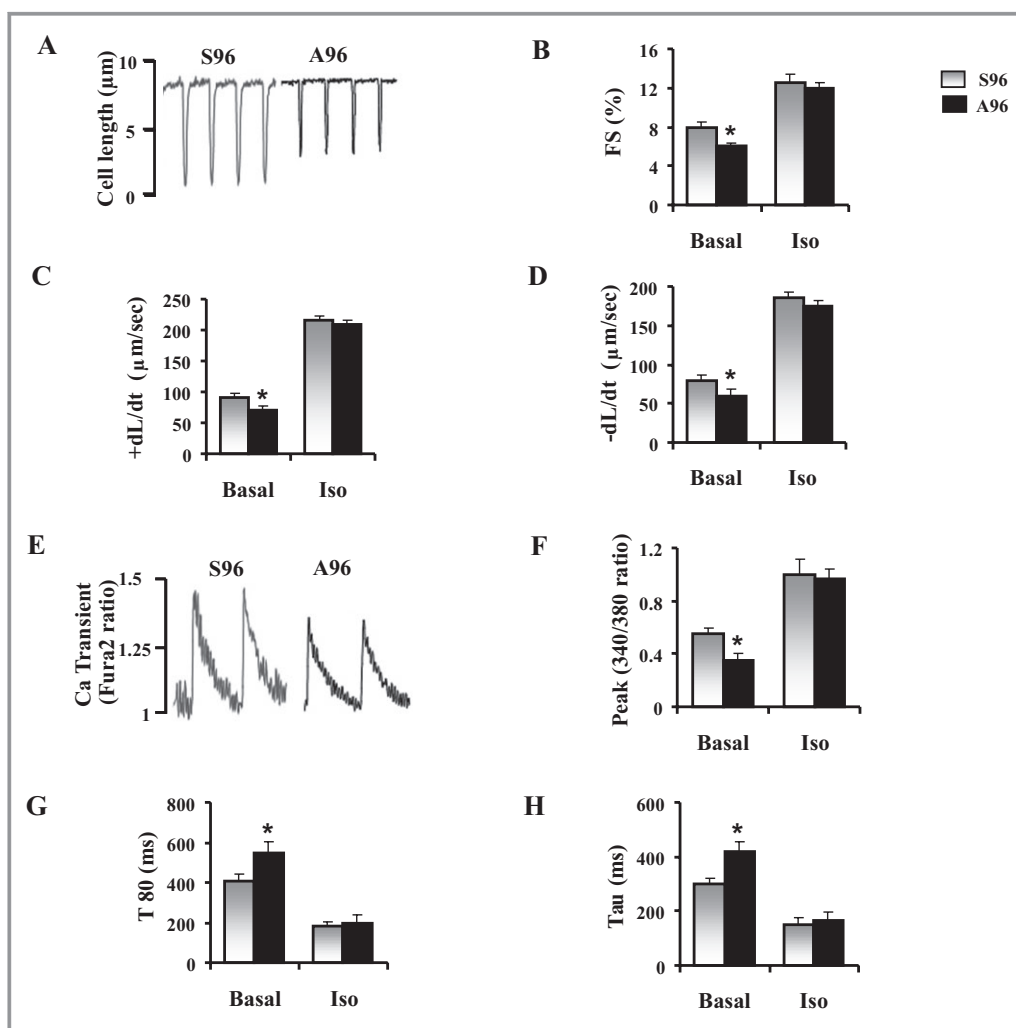 A
S96
A96
Cell length (µm)
10
5
0
B
FS (%)
16
12
8
4
0
*
Basal
Iso
S96
A96
C
+dL/dt (µm/sec)
250
200
150
100
50
0
*
Basal
Iso
D
-dL/dt (µm/sec)
200
150
100
50
0
*
Basal
Iso
E
S96
A96
Ca Transient
(Fura2 ratio)
1.5
1.25
1
F
Peak (340/380 ratio)
1.2
0.8
0.4
0
*
Basal
Iso
G
T 80 (ms)
800
600
400
200
0
*
Basal
Iso
H
Tau (ms)
600
400
200
0
*
Basal
Iso